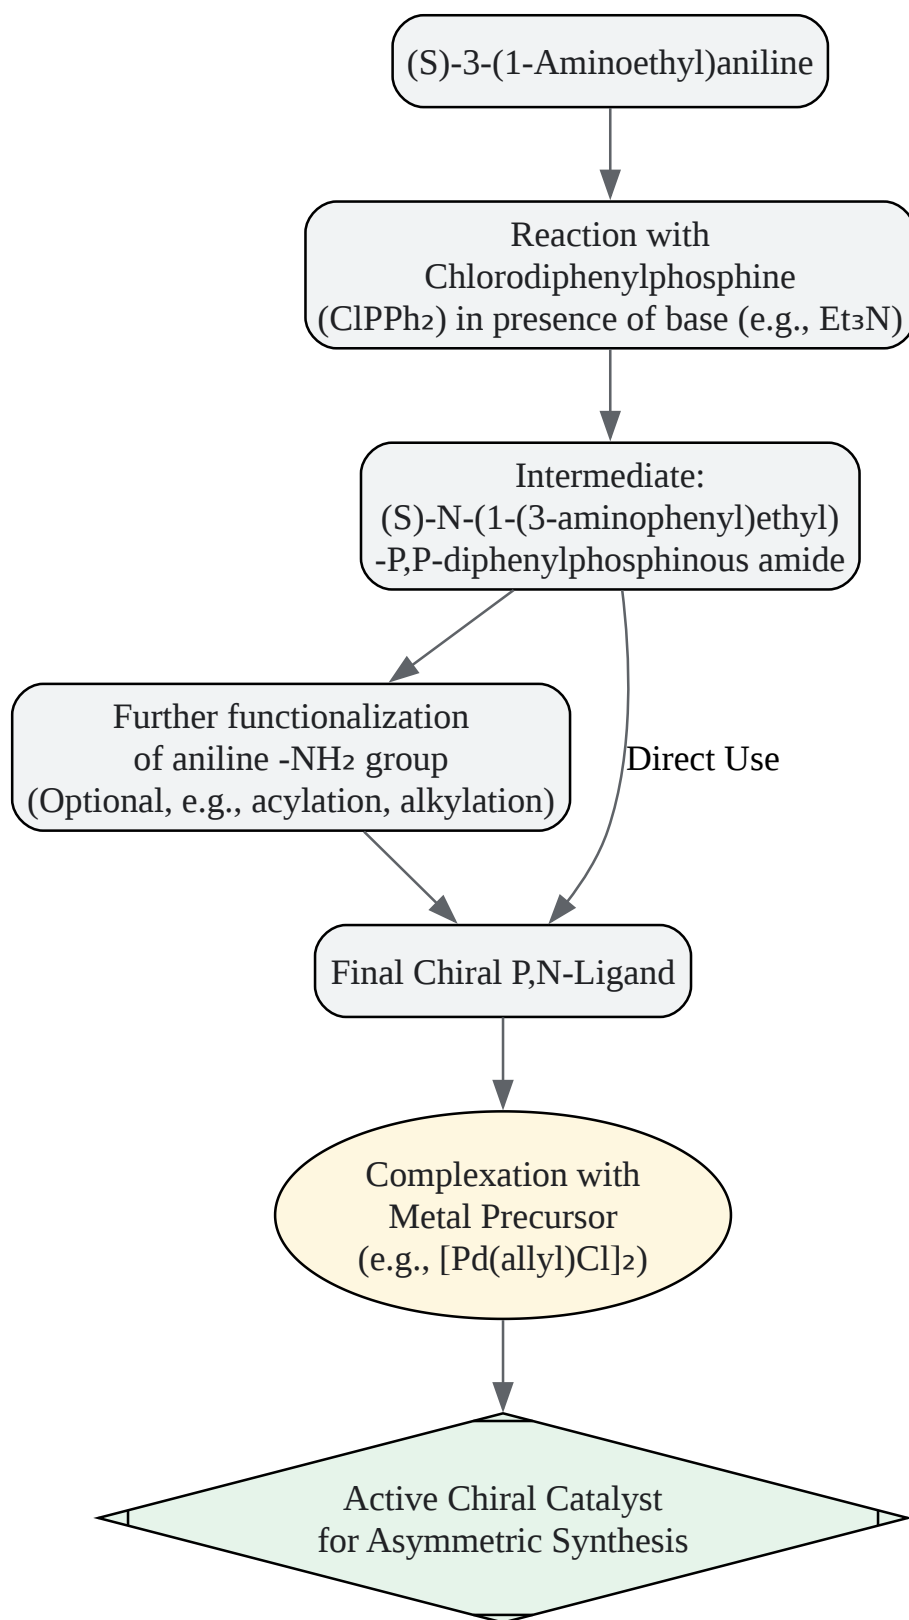 (S)-3-(1-Aminoethyl)aniline
Reaction with
Chlorodiphenylphosphine
(ClPPh₂) in presence of base (e.g., Et₃N)
Intermediate:
(S)-N-(1-(3-aminophenyl)ethyl)
-P,P-diphenylphosphinous amide
Further functionalization
of aniline -NH₂ group
(Optional, e.g., acylation, alkylation)
Direct Use
Final Chiral P,N-Ligand
Complexation with
Metal Precursor
(e.g., [Pd(allyl)Cl]₂)
Active Chiral Catalyst
for Asymmetric Synthesis